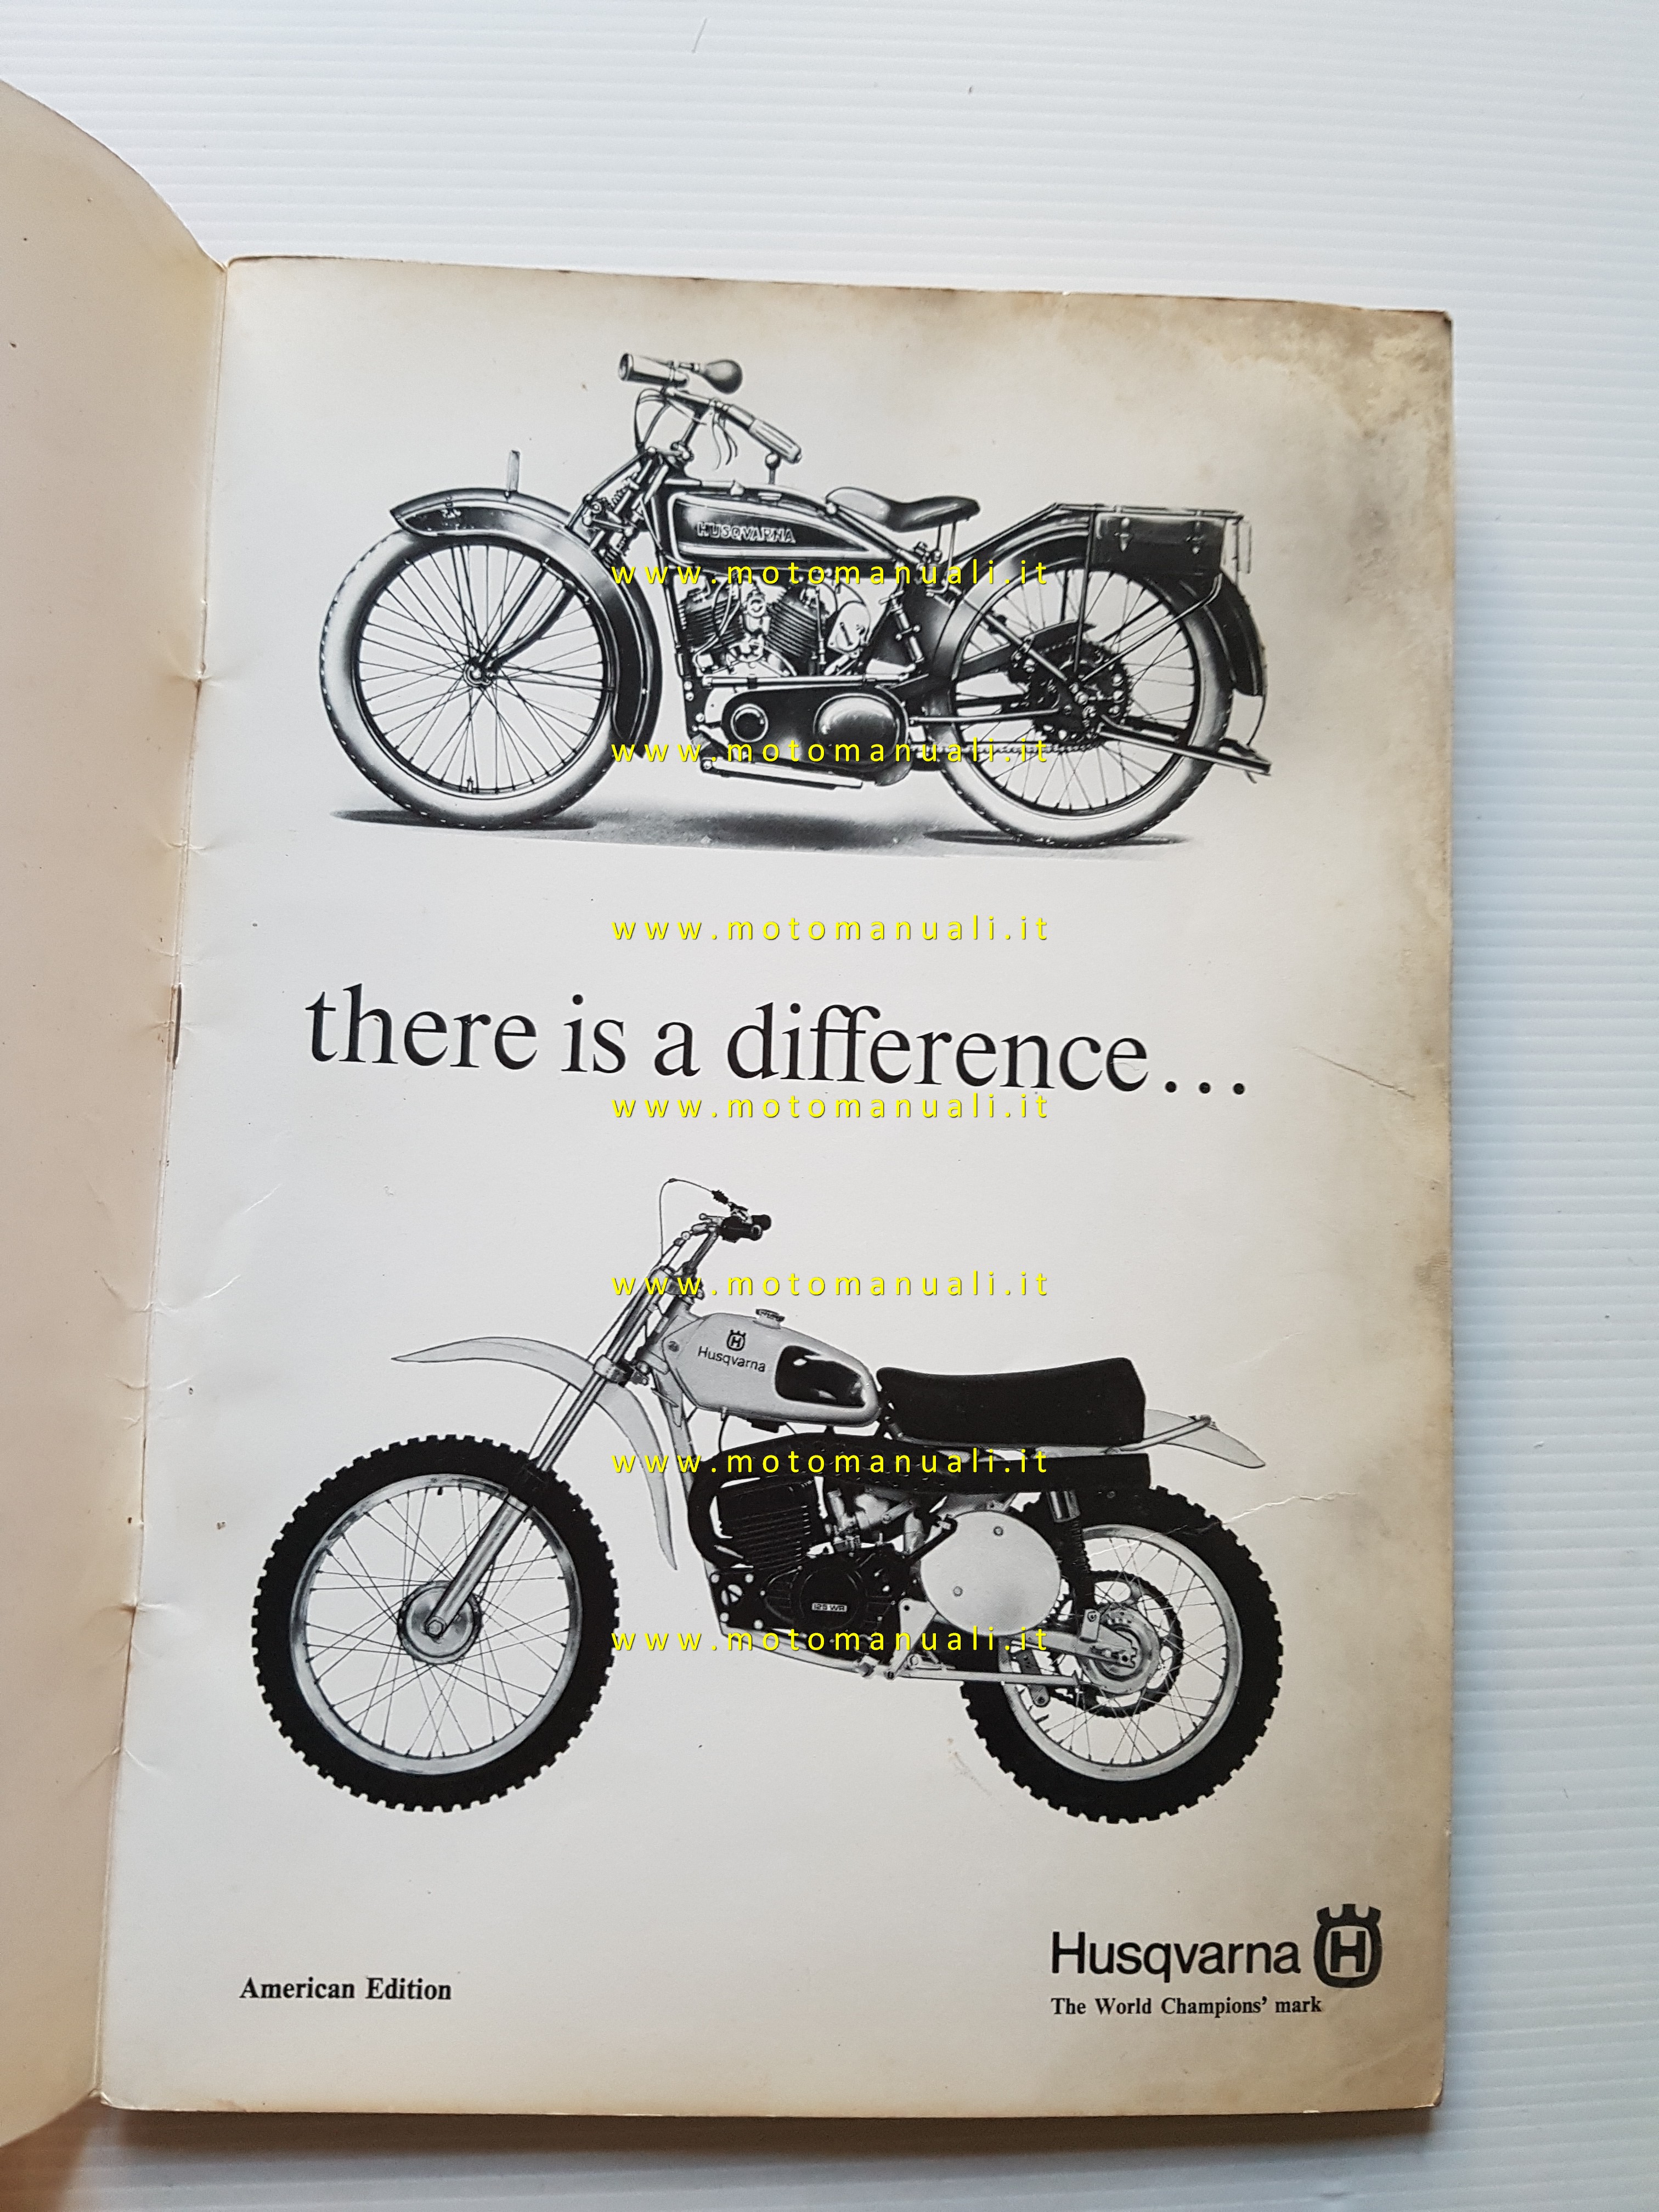 HUSQVARNA
www.motomanuali.it
www.motomanuali.it
www.motomanuali.it
there is a difference...
www.motomanuali.it
www.motomanuali.it
Husqvarna
www.motomanuali.it
125 WR
www.motomanuali.it
Husqvarna H
American Edition
The World Champions' mark